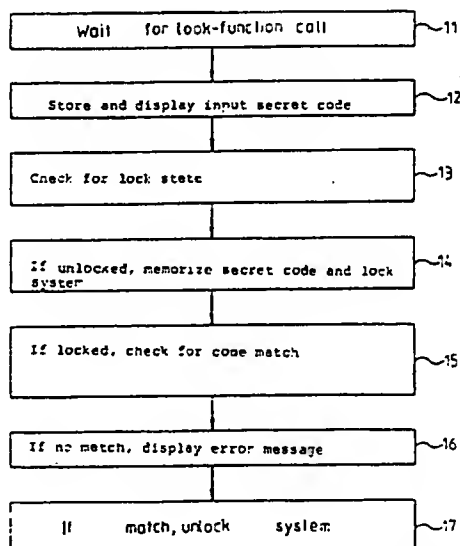 Wait for look-function call
11
Store and display input secret code
12
Check for lock state
13
If unlocked, memorize secret code and lock
system
14
If locked, check for code match
15
If no match, display error message
16
If match, unlock system
17